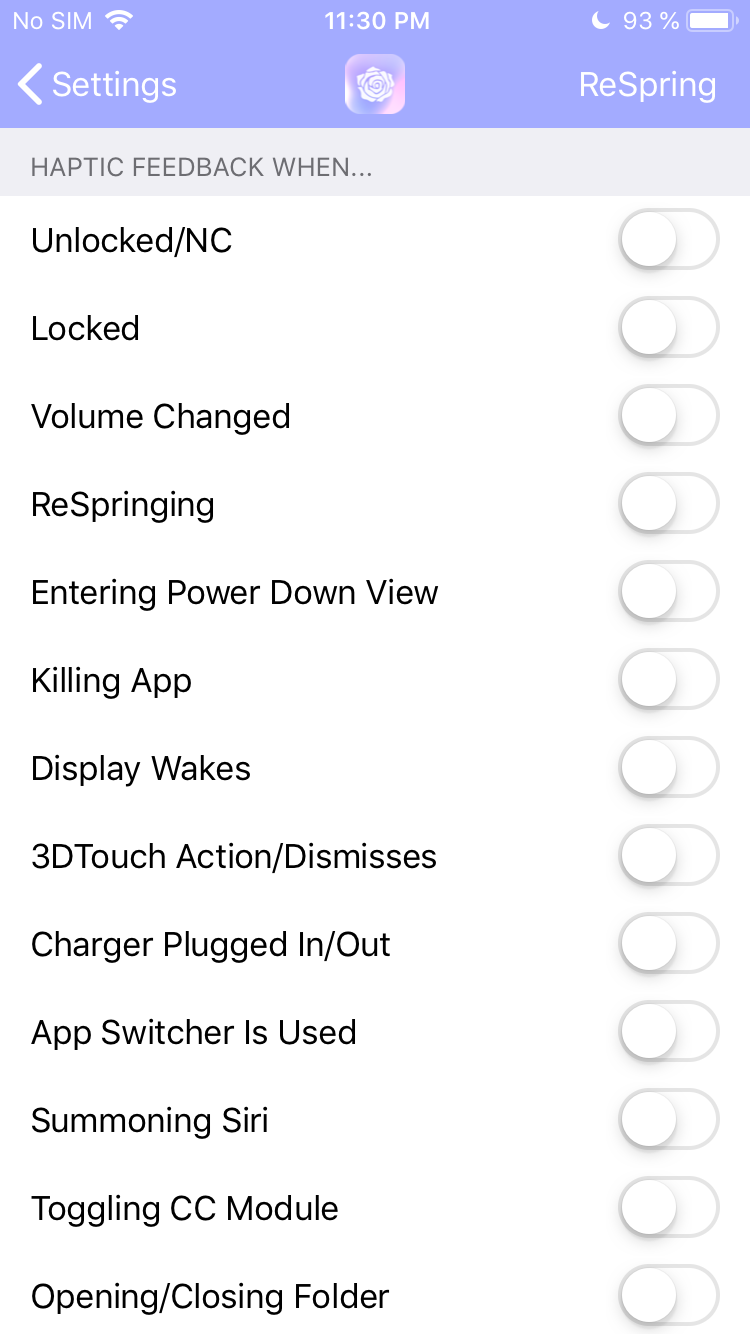 No SIM 11:30 PM 93 %
Settings ReSpring
HAPTIC FEEDBACK WHEN...
Unlocked/NC
Locked
Volume Changed
ReSpringing
Entering Power Down View
Killing App
Display Wakes
3DTouch Action/Dismisses
Charger Plugged In/Out
App Switcher Is Used
Summoning Siri
Toggling CC Module
Opening/Closing Folder